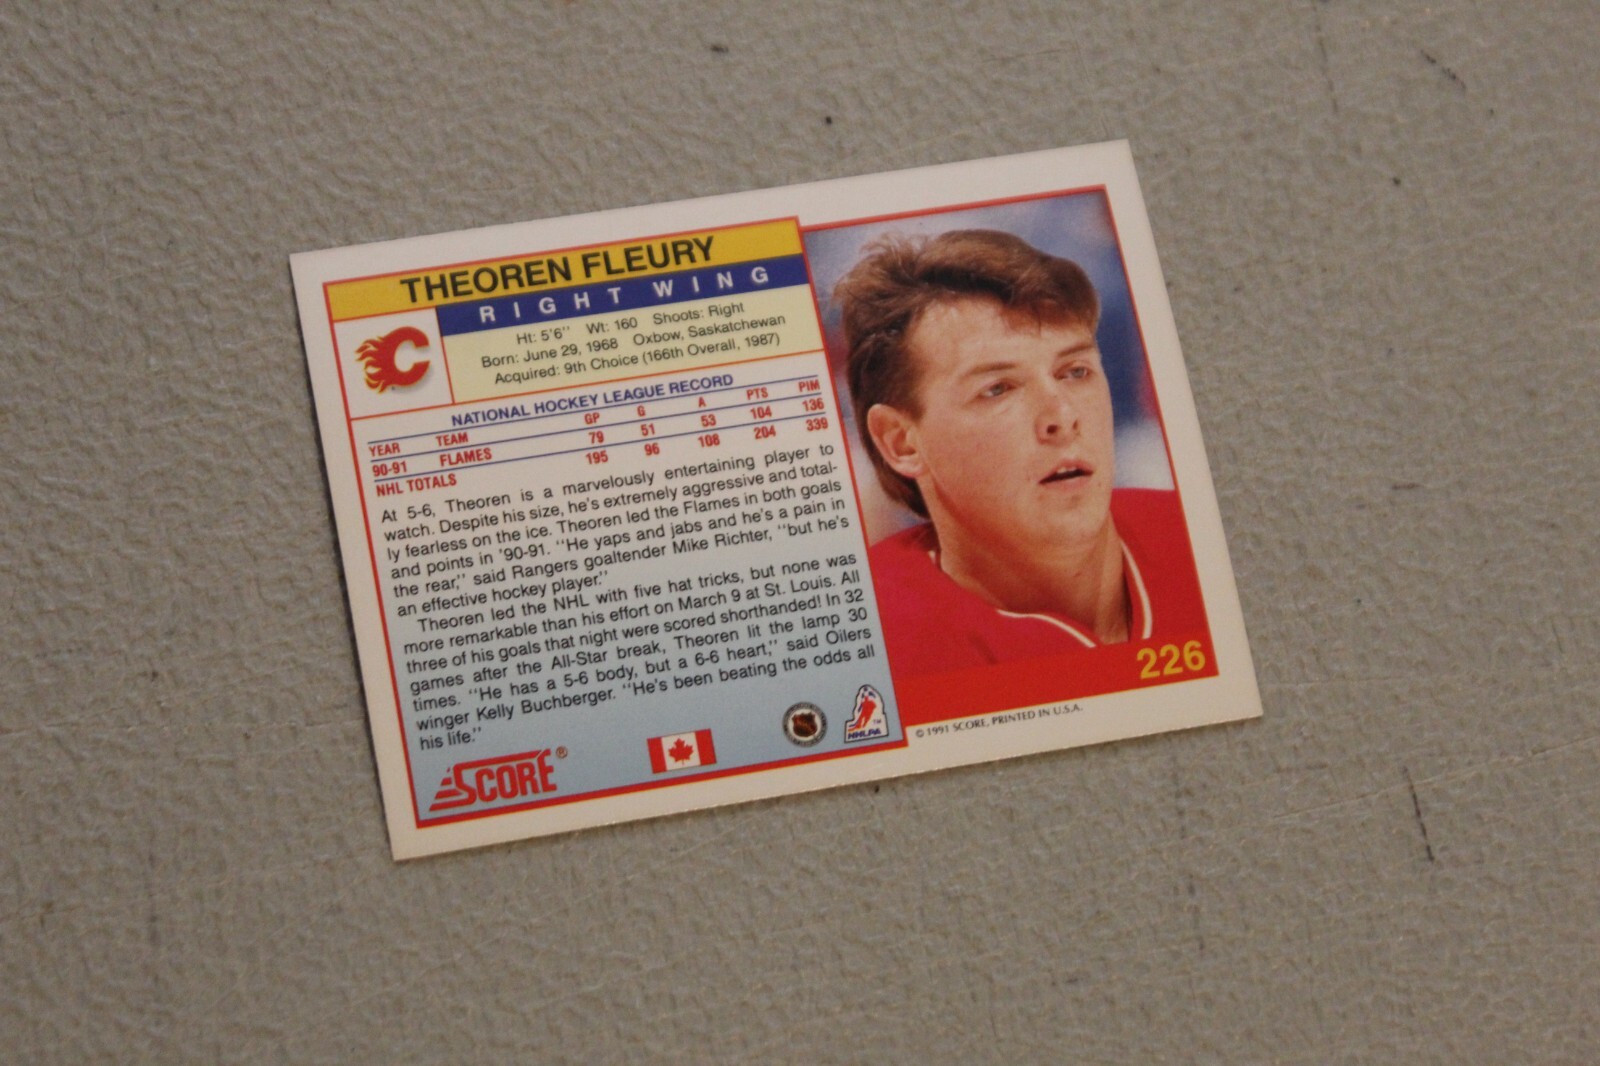 THEOREN FLEURY
RIGHT WING
Ht: 5'6'' Wt: 160 Shoots: Right
Born: June 29, 1968 Oxbow, Saskatchewan
Acquired: 9th Choice (166th Overall, 1987)
NATIONAL HOCKEY LEAGUE RECORD
YEAR TEAM GP G A PTS PIM
90-91 FLAMES 79 51 53 104 136
NHL TOTALS 195 96 108 204 339
At 5-6, Theoren is a marvelously entertaining player to
watch. Despite his size, he's extremely aggressive and total-
ly fearless on the ice. Theoren led the Flames in both goals
and points in '90-91. ''He yaps and jabs and he's a pain in
the rear,'' said Rangers goaltender Mike Richter, ''but he's
an effective hockey player.''
Theoren led the NHL with five hat tricks, but none was
more remarkable than his effort on March 9 at St. Louis. All
three of his goals that night were scored shorthanded! In 32
games after the All-Star break, Theoren lit the lamp 30
times. ''He has a 5-6 body, but a 6-6 heart,'' said Oilers
winger Kelly Buchberger. ''He's been beating the odds all
his life.''
SCORE®
NHLPA™
226
© 1991 SCORE, PRINTED IN U.S.A.